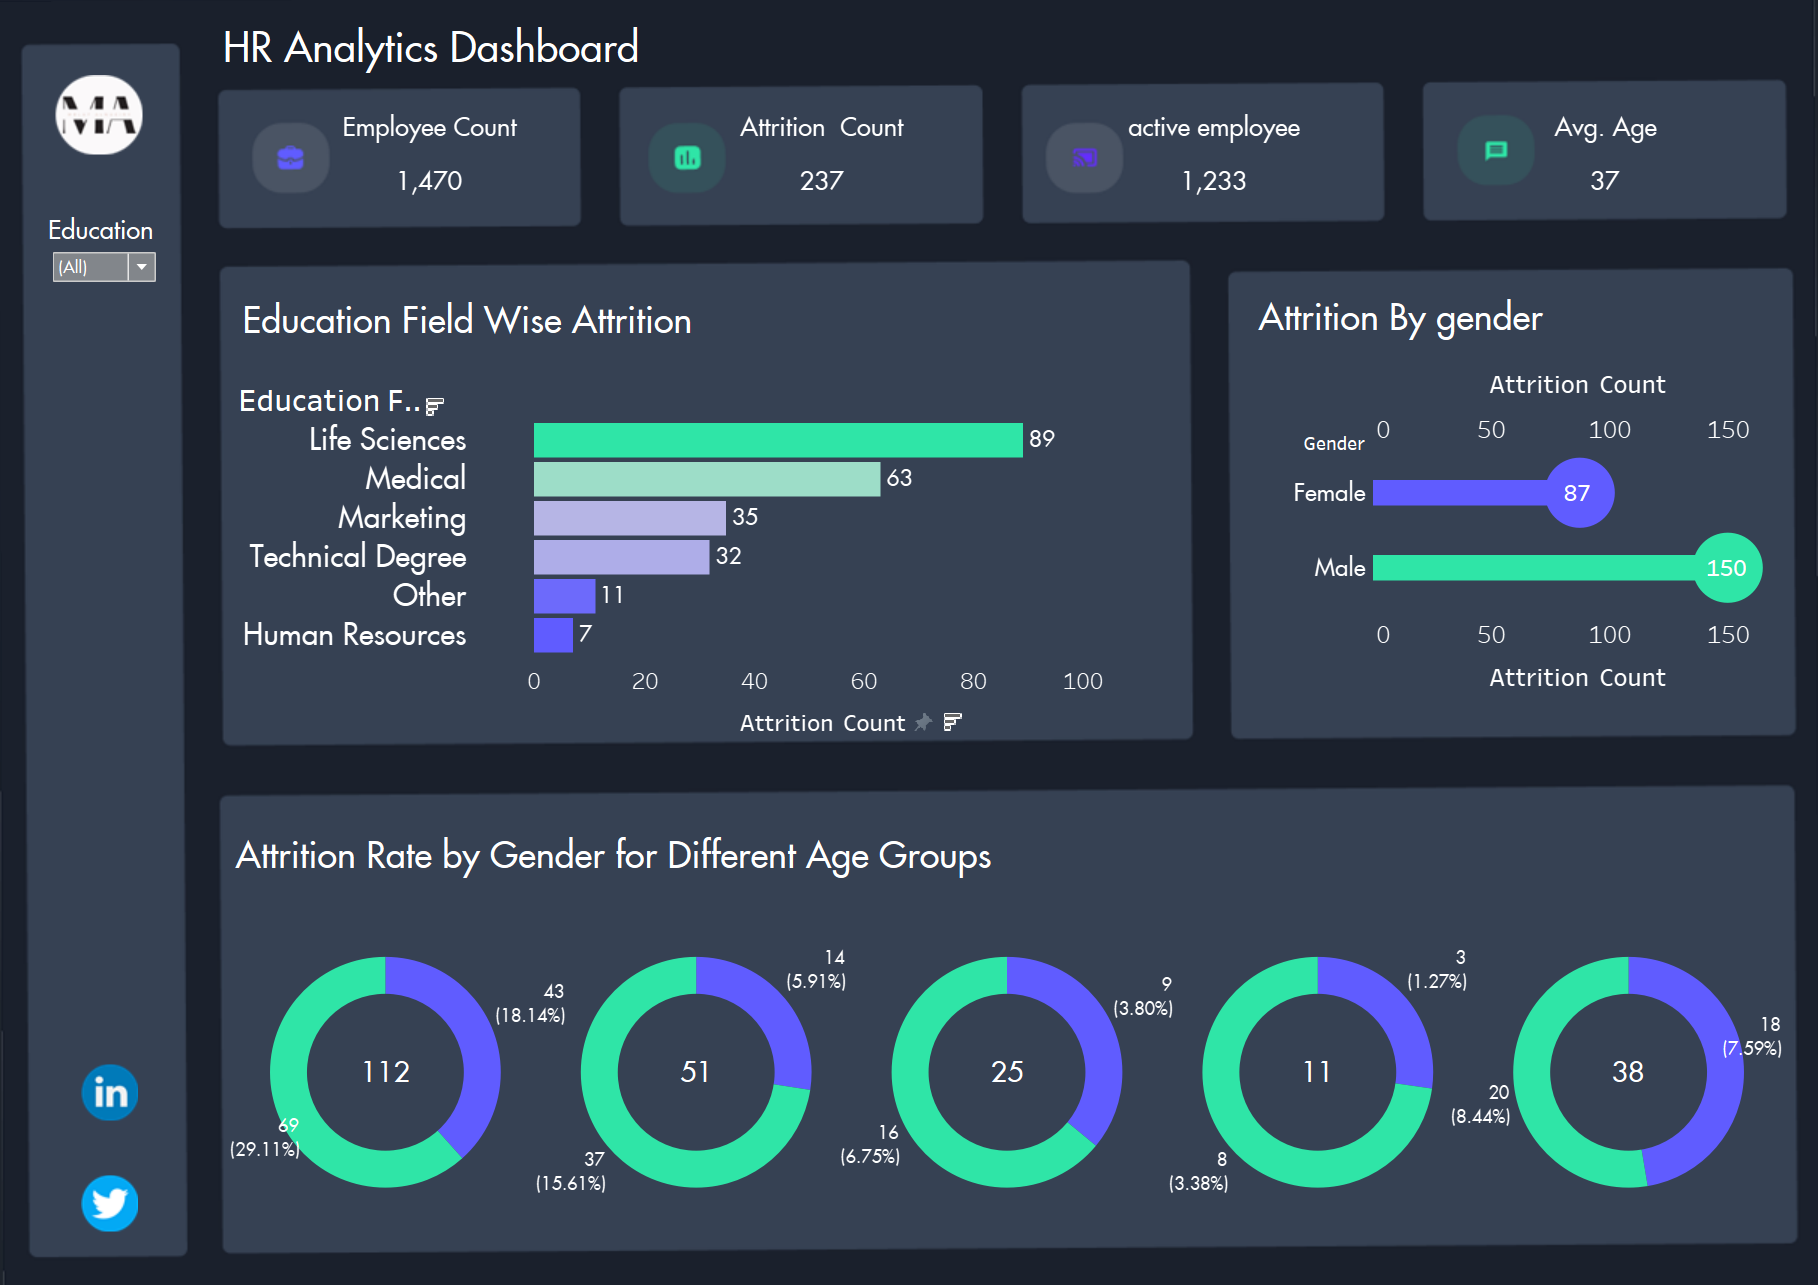 HR Analytics Dashboard
MA
Employee Count
1,470
Attrition Count
237
active employee
1,233
Avg. Age
37
Education
(All)
Education Field Wise Attrition
Education F..
Life Sciences 89
Medical 63
Marketing 35
Technical Degree 32
Other 11
Human Resources 7
0 20 40 60 80 100
Attrition Count
Attrition By gender
Attrition Count
0 50 100 150
Gender
Female 87
Male 150
0 50 100 150
Attrition Count
Attrition Rate by Gender for Different Age Groups
43
(18.14%)
112
69
(29.11%)
14
(5.91%)
51
37
(15.61%)
9
(3.80%)
25
16
(6.75%)
3
(1.27%)
11
8
(3.38%)
18
(7.59%)
38
20
(8.44%)
in